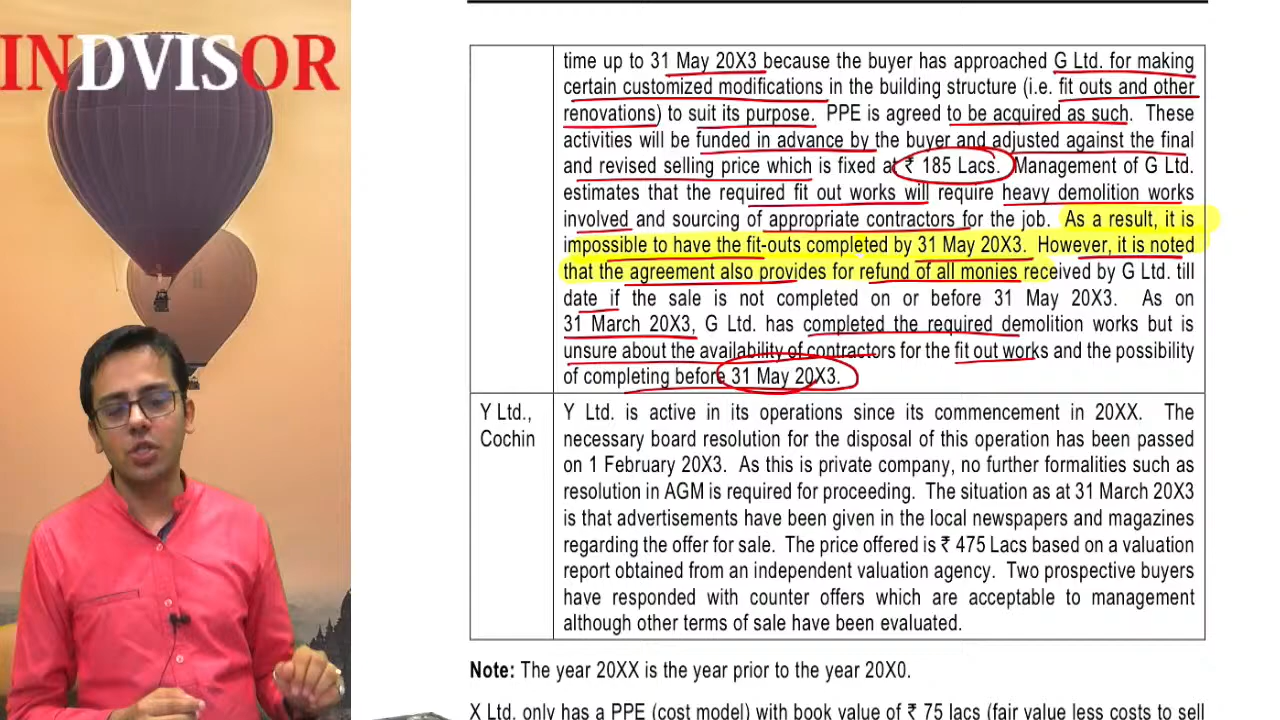 INDVISOR
time up to 31 May 20X3 because the buyer has approached G Ltd. for making
certain customized modifications in the building structure (i.e. fit outs and other
renovations) to suit its purpose. PPE is agreed to be acquired as such. These
activities will be funded in advance by the buyer and adjusted against the final
and revised selling price which is fixed at ₹ 185 Lacs. Management of G Ltd.
estimates that the required fit out works will require heavy demolition works
involved and sourcing of appropriate contractors for the job. As a result, it is
impossible to have the fit-outs completed by 31 May 20X3. However, it is noted
that the agreement also provides for refund of all monies received by G Ltd. till
date if the sale is not completed on or before 31 May 20X3. As on
31 March 20X3, G Ltd. has completed the required demolition works but is
unsure about the availability of contractors for the fit out works and the possibility
of completing before 31 May 20X3.
Y Ltd.,
Cochin
Y Ltd. is active in its operations since its commencement in 20XX. The
necessary board resolution for the disposal of this operation has been passed
on 1 February 20X3. As this is private company, no further formalities such as
resolution in AGM is required for proceeding. The situation as at 31 March 20X3
is that advertisements have been given in the local newspapers and magazines
regarding the offer for sale. The price offered is ₹ 475 Lacs based on a valuation
report obtained from an independent valuation agency. Two prospective buyers
have responded with counter offers which are acceptable to management
although other terms of sale have been evaluated.
Note: The year 20XX is the year prior to the year 20X0.
X Ltd. only has a PPE (cost model) with book value of ₹ 75 lacs (fair value less costs to sell